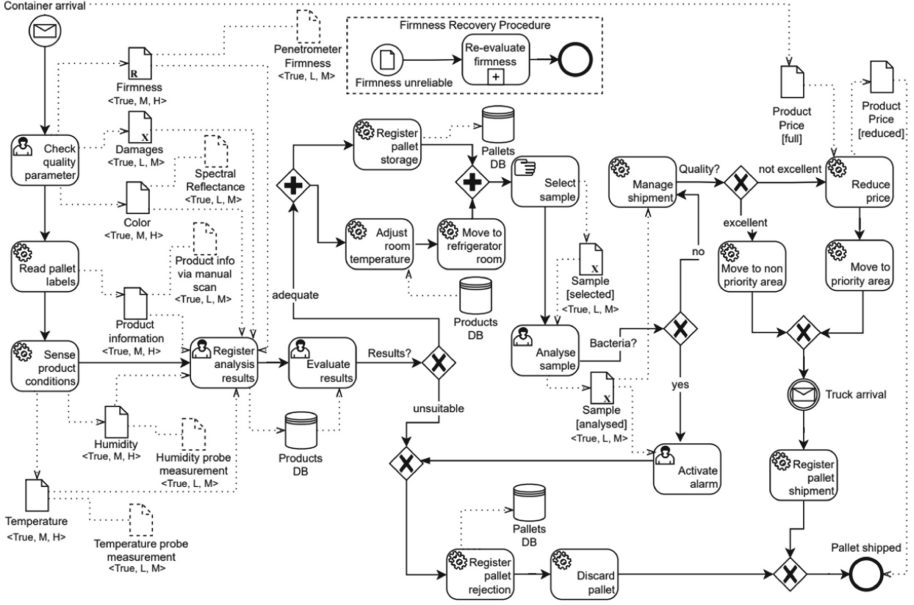 Container arrival
Firmness Recovery Procedure
Firmness unreliable
Re-evaluate
firmness
Penetrometer
Firmness
<True, L, M>
R
Firmness
<True, M, H>
X
Damages
<True, L, M>
Check
quality
parameter
Spectral
Reflectance
<True, L, M>
Color
<True, M, H>
Product info
via manual
scan
<True, L, M>
Read pallet
labels
Product
information
<True, M, H>
Sense
product
conditions
Register
analysis
results
Evaluate
results
Results?
adequate
unsuitable
Products
DB
Humidity
<True, M, H>
Humidity probe
measurement
<True, L, M>
Temperature
<True, M, H>
Temperature probe
measurement
<True, L, M>
Register
pallet
storage
Pallets
DB
Adjust
room
temperature
Move to
refrigerator
room
Products
DB
Select
sample
X
Sample
[selected]
<True, L, M>
Analyse
sample
Bacteria?
X
Sample
[analysed]
<True, L, M>
no
yes
Activate
alarm
Manage
shipment
Quality?
not excellent
excellent
Product
Price
[full]
Product
Price
[reduced]
Reduce
price
Move to non
priority area
Move to
priority area
Truck arrival
Register
pallet
shipment
Pallets
DB
Register
pallet
rejection
Discard
pallet
Pallet shipped